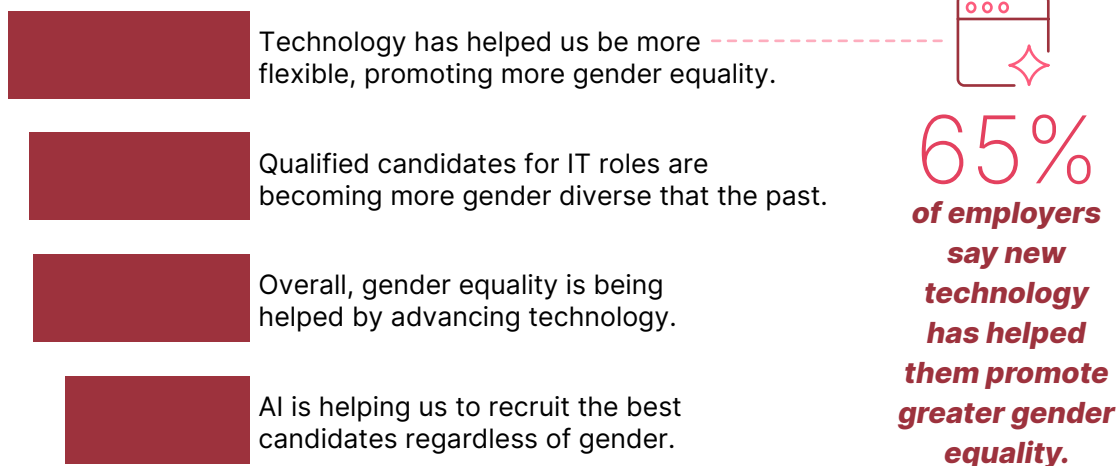 Technology has helped us be more
flexible, promoting more gender equality.
Qualified candidates for IT roles are
becoming more gender diverse that the past.
Overall, gender equality is being
helped by advancing technology.
AI is helping us to recruit the best
candidates regardless of gender.
65%
of employers
say new
technology
has helped
them promote
greater gender
equality.